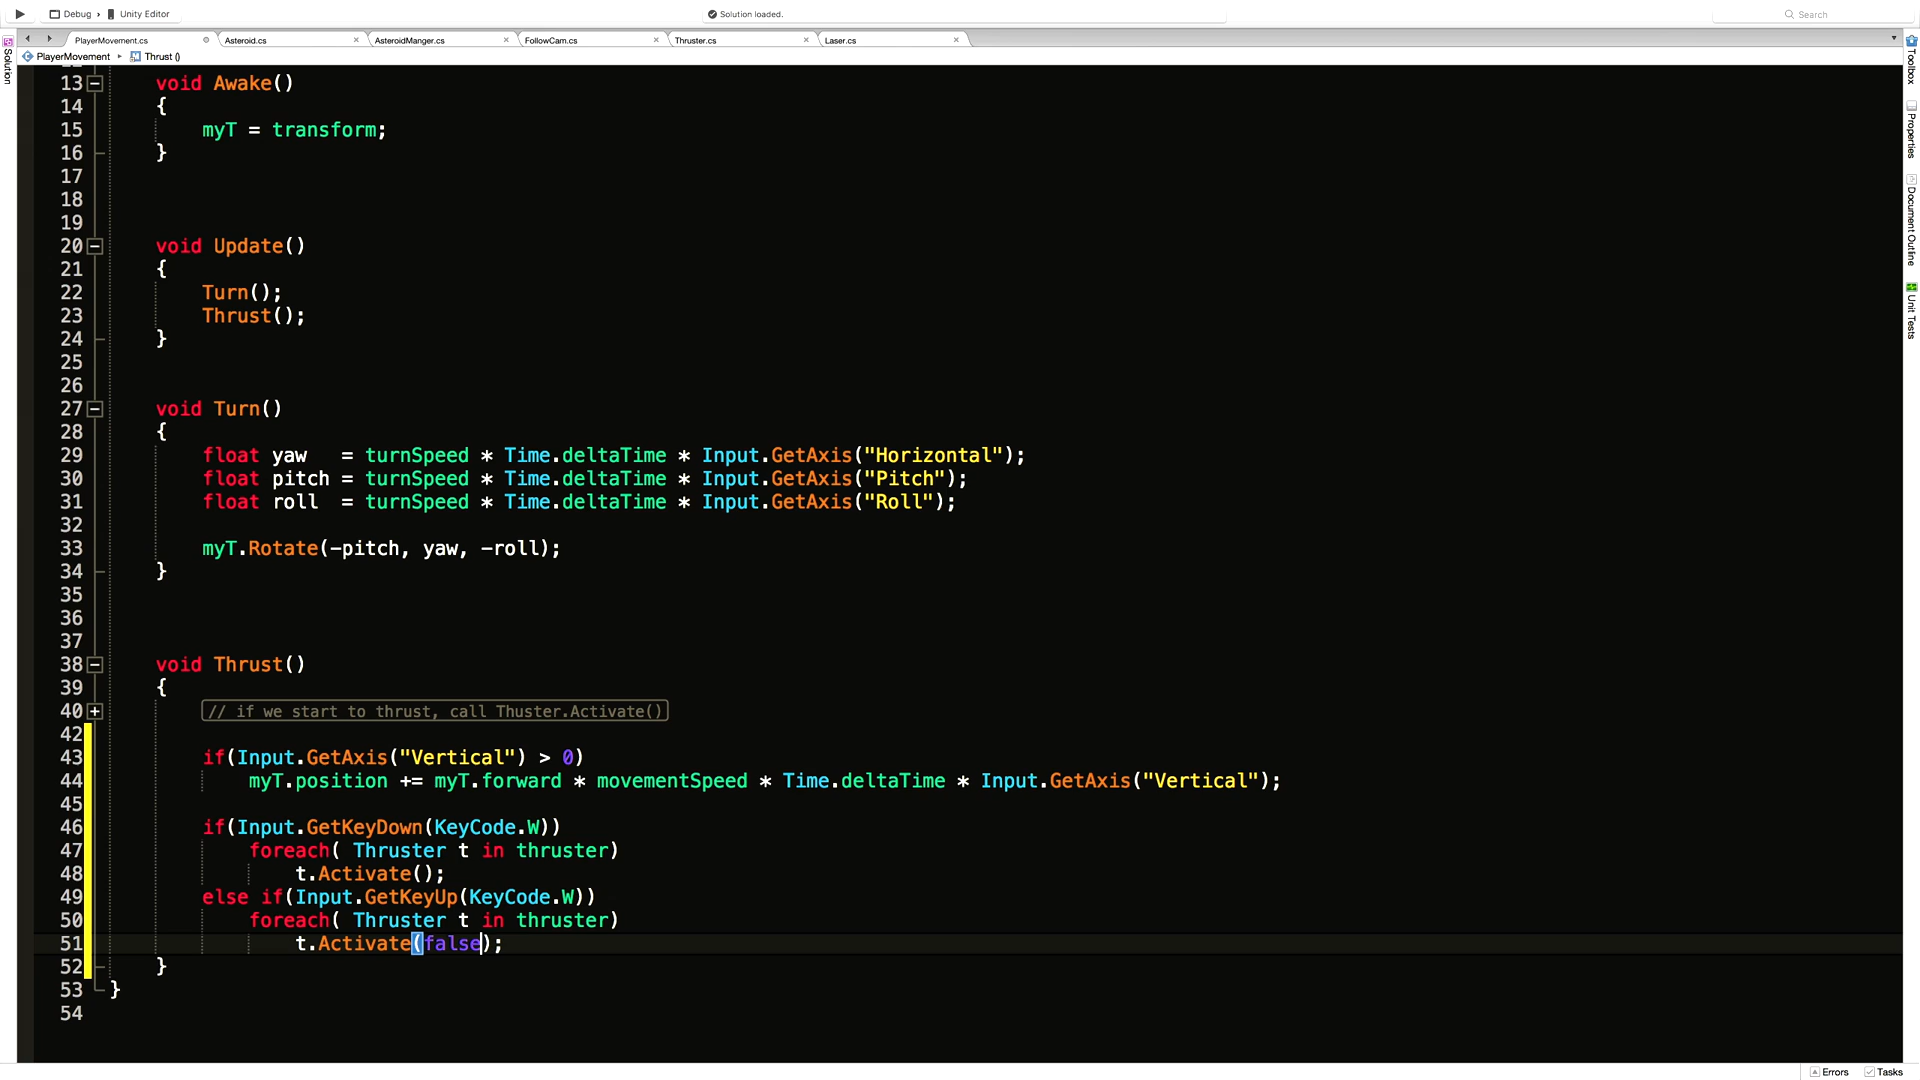 Debug › Unity Editor
Solution loaded.
Search
PlayerMovement.cs
Asteroid.cs
AsteroidManger.cs
FollowCam.cs
Thruster.cs
Laser.cs
PlayerMovement ▸ Thrust ()
Solution
Toolbox
Properties
Document Outline
Unit Tests
13 void Awake()
14 {
15 myT = transform;
16 }
17
18
19
20 void Update()
21 {
22 Turn();
23 Thrust();
24 }
25
26
27 void Turn()
28 {
29 float yaw   = turnSpeed * Time.deltaTime * Input.GetAxis("Horizontal");
30 float pitch = turnSpeed * Time.deltaTime * Input.GetAxis("Pitch");
31 float roll  = turnSpeed * Time.deltaTime * Input.GetAxis("Roll");
32
33 myT.Rotate(-pitch, yaw, -roll);
34 }
35
36
37
38 void Thrust()
39 {
40 // if we start to thrust, call Thuster.Activate()
42
43 if(Input.GetAxis("Vertical") > 0)
44 myT.position += myT.forward * movementSpeed * Time.deltaTime * Input.GetAxis("Vertical");
45
46 if(Input.GetKeyDown(KeyCode.W))
47 foreach( Thruster t in thruster)
48 t.Activate();
49 else if(Input.GetKeyUp(KeyCode.W))
50 foreach( Thruster t in thruster)
51 t.Activate(false);
52 }
53 }
54
Errors
Tasks